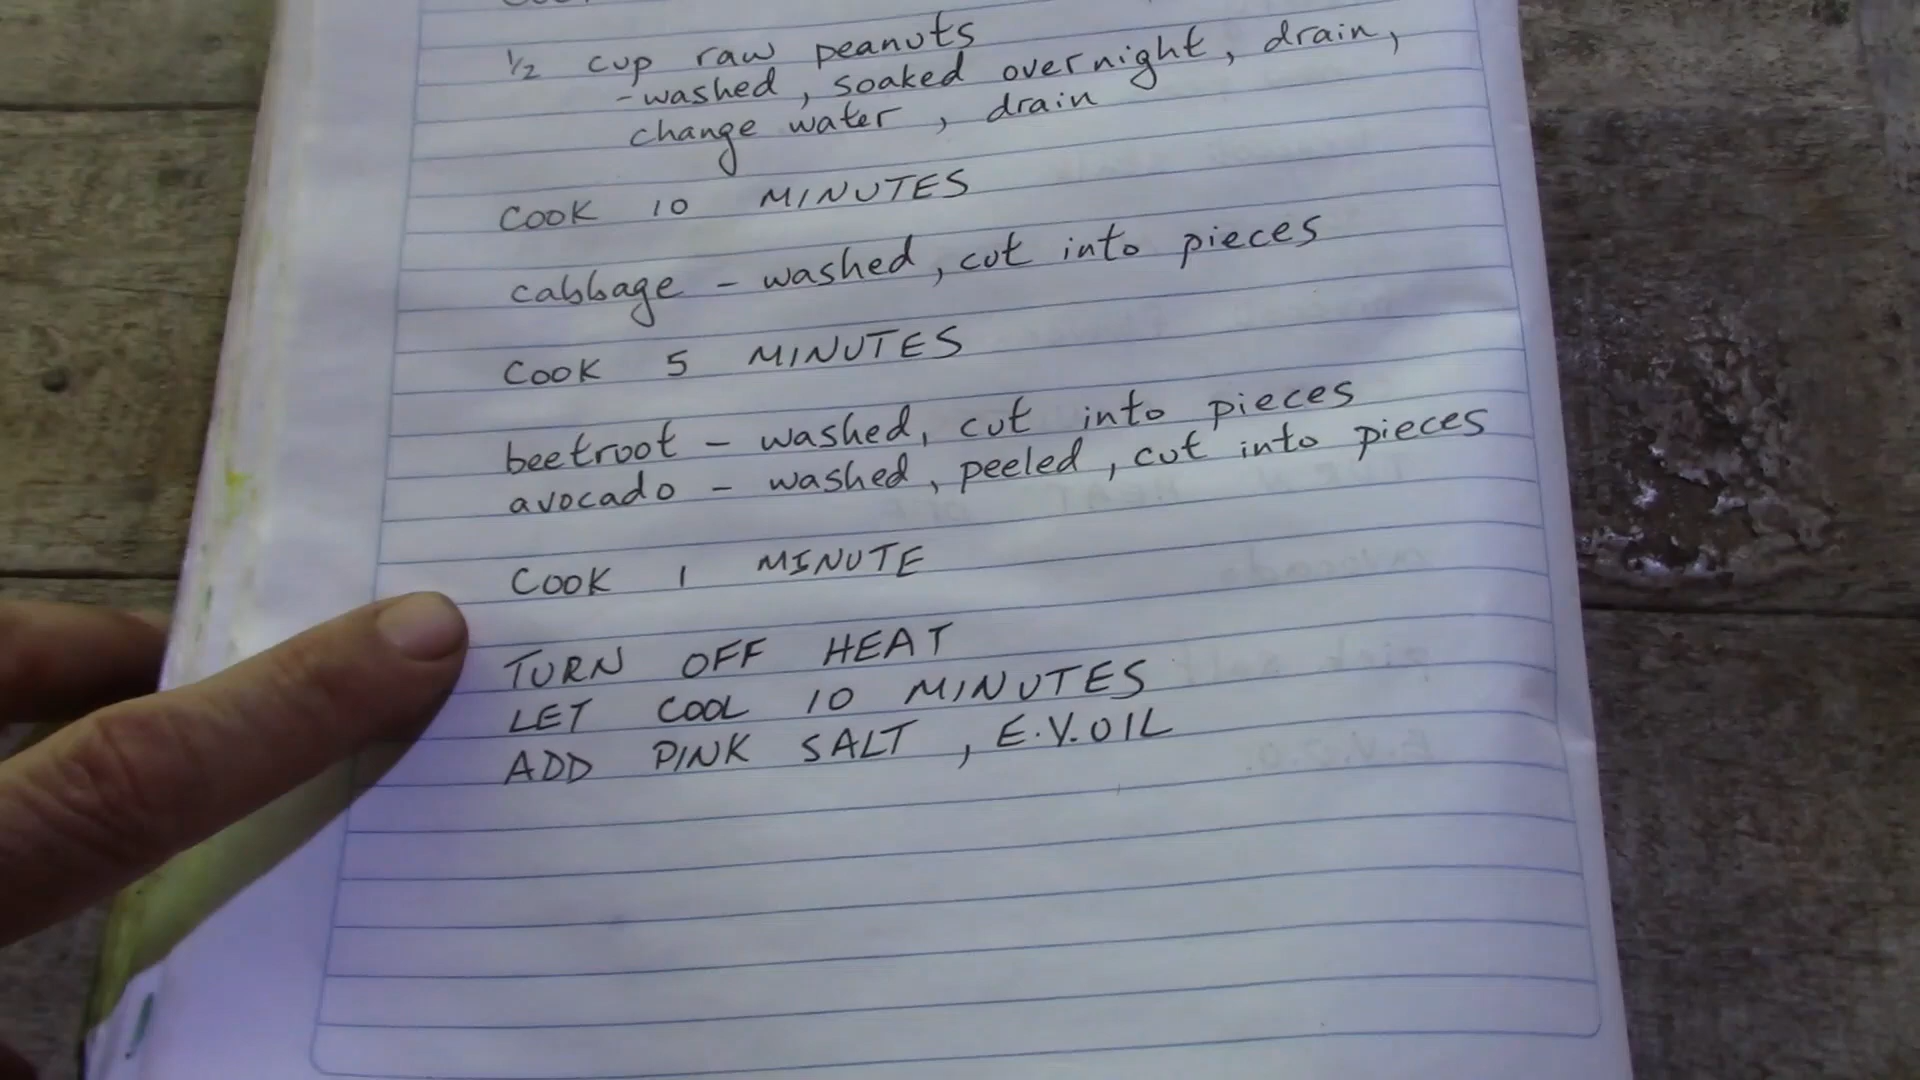 1/2 cup raw peanuts
- washed, soaked overnight, drain,
change water, drain
COOK 10 MINUTES
cabbage - washed, cut into pieces
COOK 5 MINUTES
beetroot - washed, cut into pieces
avocado - washed, peeled, cut into pieces
COOK 1 MINUTE
TURN OFF HEAT
LET COOL 10 MINUTES
ADD PINK SALT, E.V.OIL